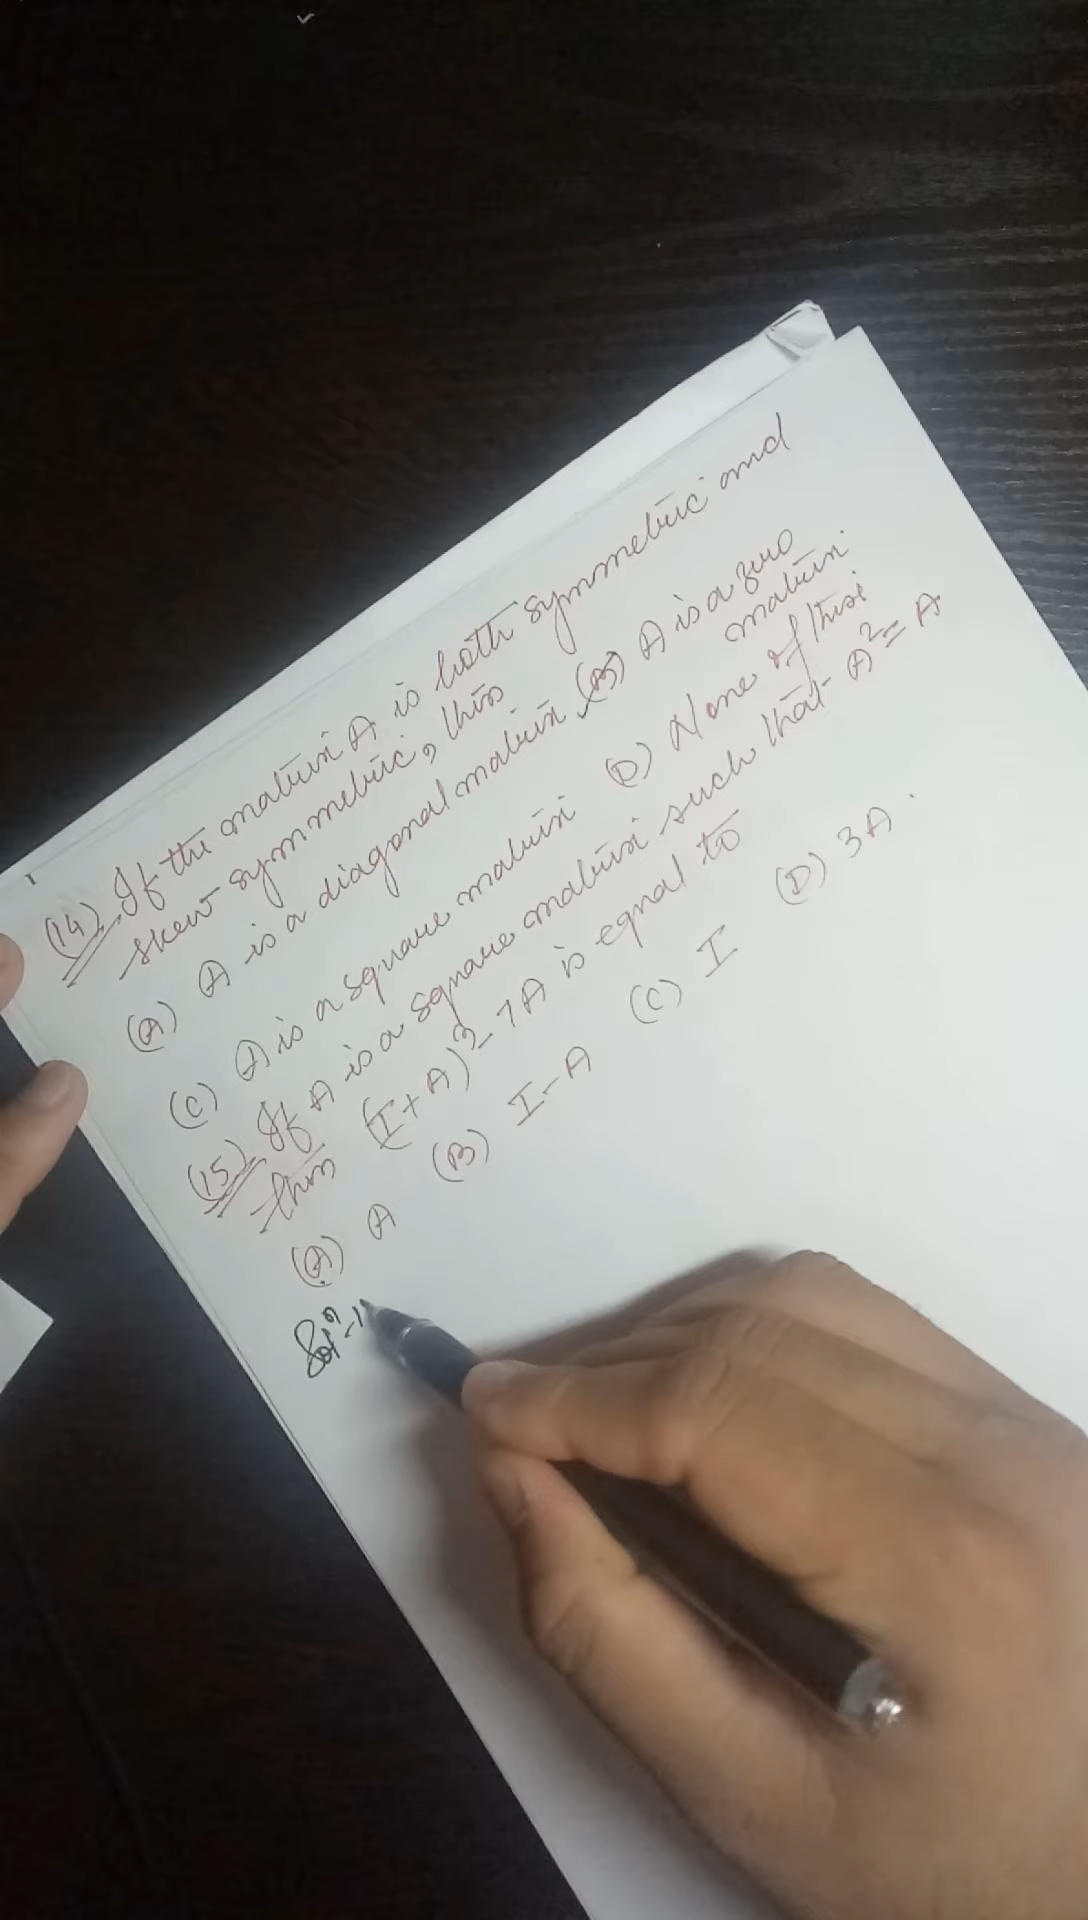 (14) If the matrix A is both symmetric and
skew symmetric, then
(A) A is a diagonal matrix (B) A is a zero
matrix
(C) A is a square matrix (D) None of these
(15) If A is a square matrix such that A² = A
then (I+A)³ - 7A is equal to
(A) A (B) I-A (C) I (D) 3A.
Solⁿ-1